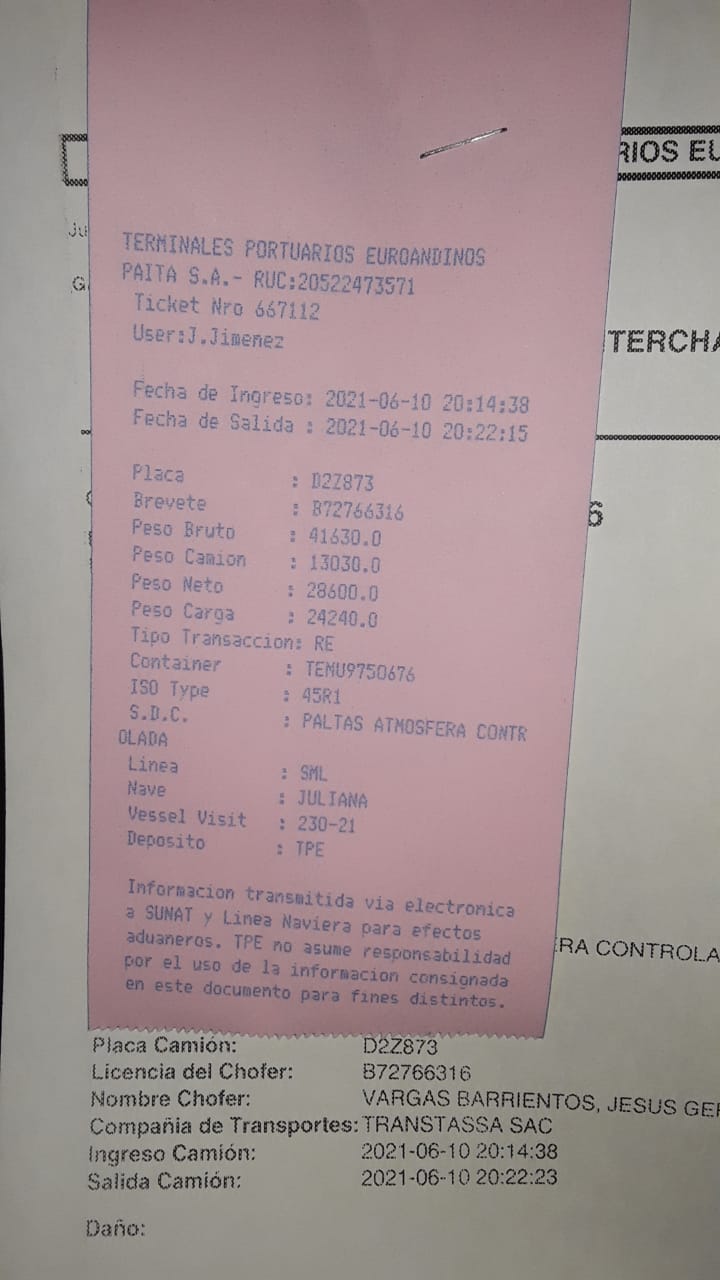 RIOS EU
TERMINALES PORTUARIOS EUROANDINOS
PAITA S.A.- RUC:20522473571
Ticket Nro 667112
User:J.Jimenez
TERCHA
Fecha de Ingreso: 2021-06-10 20:14:38
Fecha de Salida : 2021-06-10 20:22:15
Placa : D2Z873
Brevete : B72766316
6
Peso Bruto : 41630.0
Peso Camion : 13030.0
Peso Neto : 28600.0
Peso Carga : 24240.0
Tipo Transaccion: RE
Container : TEMU9750676
ISO Type : 45R1
S.D.C. : PALTAS ATMOSFERA CONTR
OLADA
Linea : SML
Nave : JULIANA
Vessel Visit : 230-21
Deposito : TPE
Informacion transmitida via electronica
a SUNAT y Linea Naviera para efectos
aduaneros. TPE no asume responsabilidad
por el uso de la informacion consignada
en este documento para fines distintos.
ERA CONTROLA
Placa Camión: D2Z873
Licencia del Chofer: B72766316
Nombre Chofer: VARGAS BARRIENTOS, JESUS GER
Compañia de Transportes: TRANSTASSA SAC
Ingreso Camión: 2021-06-10 20:14:38
Salida Camión: 2021-06-10 20:22:23
Daño: